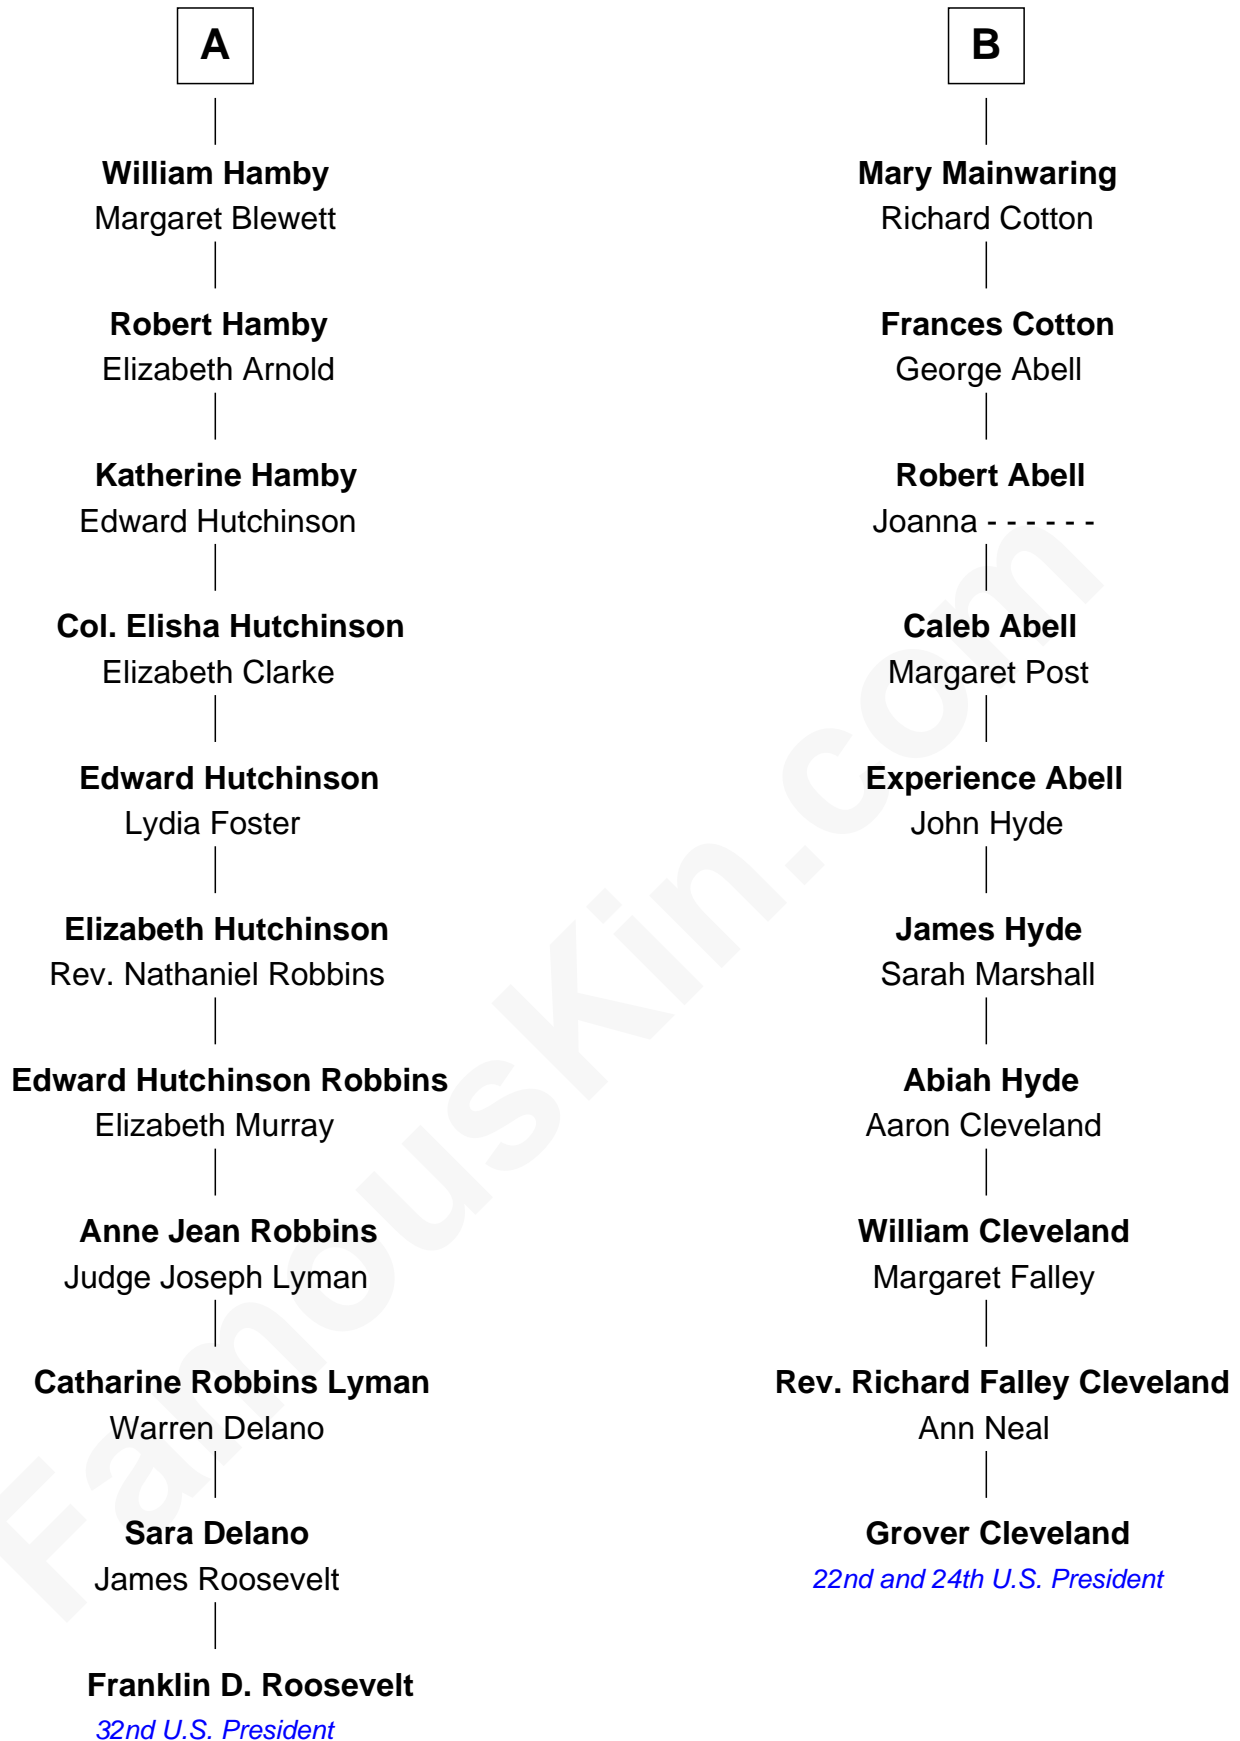 A
William Hamby
Margaret Blewett
Robert Hamby
Elizabeth Arnold
Katherine Hamby
Edward Hutchinson
Col. Elisha Hutchinson
Elizabeth Clarke
Edward Hutchinson
Lydia Foster
Elizabeth Hutchinson
Rev. Nathaniel Robbins
Edward Hutchinson Robbins
Elizabeth Murray
Anne Jean Robbins
Judge Joseph Lyman
Catharine Robbins Lyman
Warren Delano
Sara Delano
James Roosevelt
Franklin D. Roosevelt
32nd U.S. President
B
Mary Mainwaring
Richard Cotton
Frances Cotton
George Abell
Robert Abell
Joanna - - - - - -
Caleb Abell
Margaret Post
Experience Abell
John Hyde
James Hyde
Sarah Marshall
Abiah Hyde
Aaron Cleveland
William Cleveland
Margaret Falley
Rev. Richard Falley Cleveland
Ann Neal
Grover Cleveland
22nd and 24th U.S. President
FamousKin.com